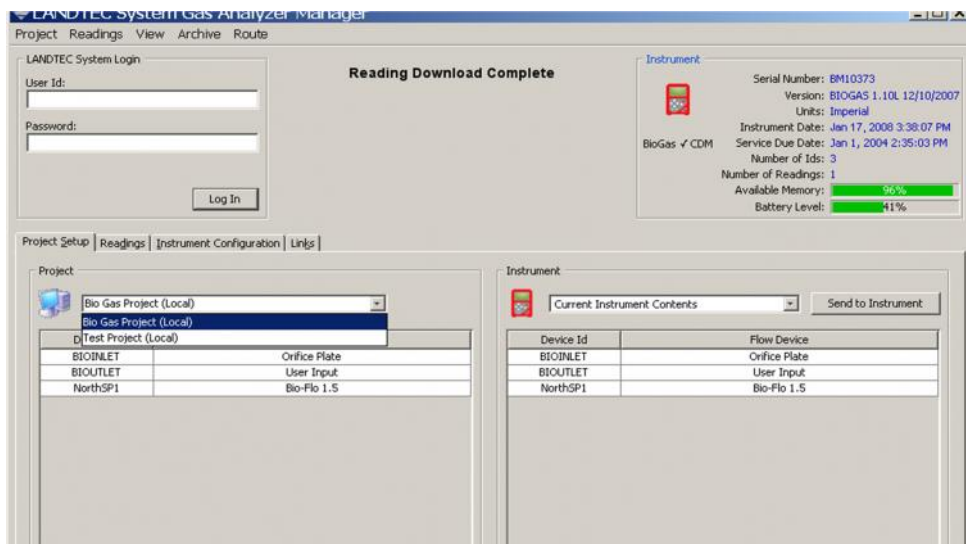 LANDTEC System Gas Analyzer Manager
Project Readings View Archive Route
LANDTEC System Login
User Id:
Password:
Log In
Reading Download Complete
Instrument
BioGas √ CDM
Serial Number: BM10373
Version: BIOGAS 1.10L 12/10/2007
Units: Imperial
Instrument Date: Jan 17, 2008 3:38:07 PM
Service Due Date: Jan 1, 2004 2:35:03 PM
Number of Ids: 3
Number of Readings: 1
Available Memory: 96%
Battery Level: 41%
Project Setup Readings Instrument Configuration Links
Project
Bio Gas Project (Local)
Bio Gas Project (Local)
Test Project (Local)
BIOINLET Orifice Plate
BIOUTLET User Input
NorthSP1 Bio-Flo 1.5
Instrument
Current Instrument Contents Send to Instrument
Device Id Flow Device
BIOINLET Orifice Plate
BIOUTLET User Input
NorthSP1 Bio-Flo 1.5